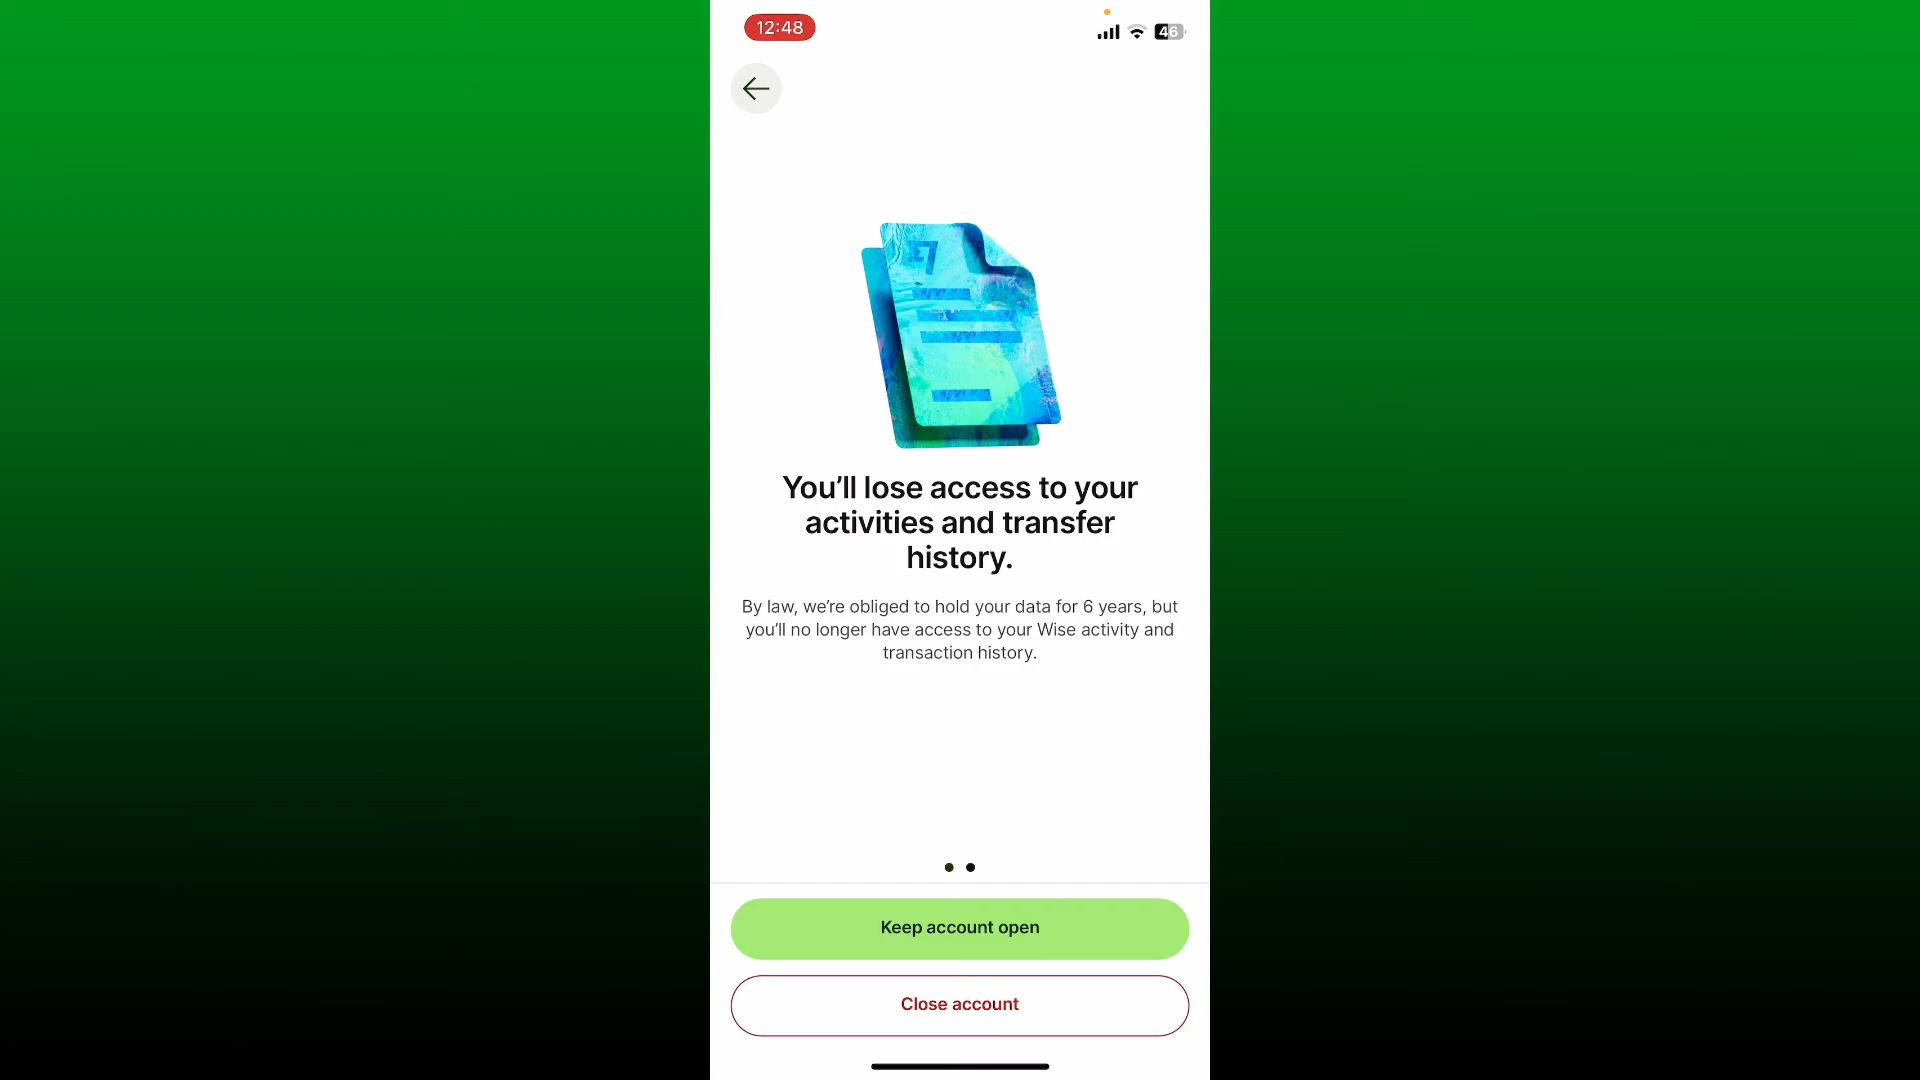 12:48
46
You’ll lose access to your
activities and transfer
history.
By law, we’re obliged to hold your data for 6 years, but
you’ll no longer have access to your Wise activity and
transaction history.
Keep account open
Close account